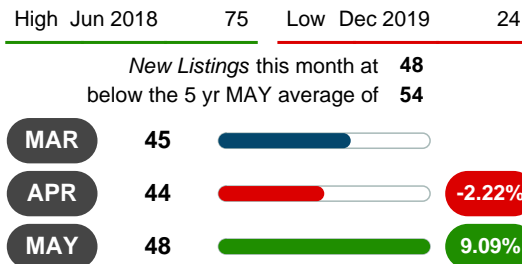 High Jun 2018 75 Low Dec 2019 24
New Listings this month at 48
below the 5 yr MAY average of 54
MAR 45
APR 44 -2.22%
MAY 48 9.09%